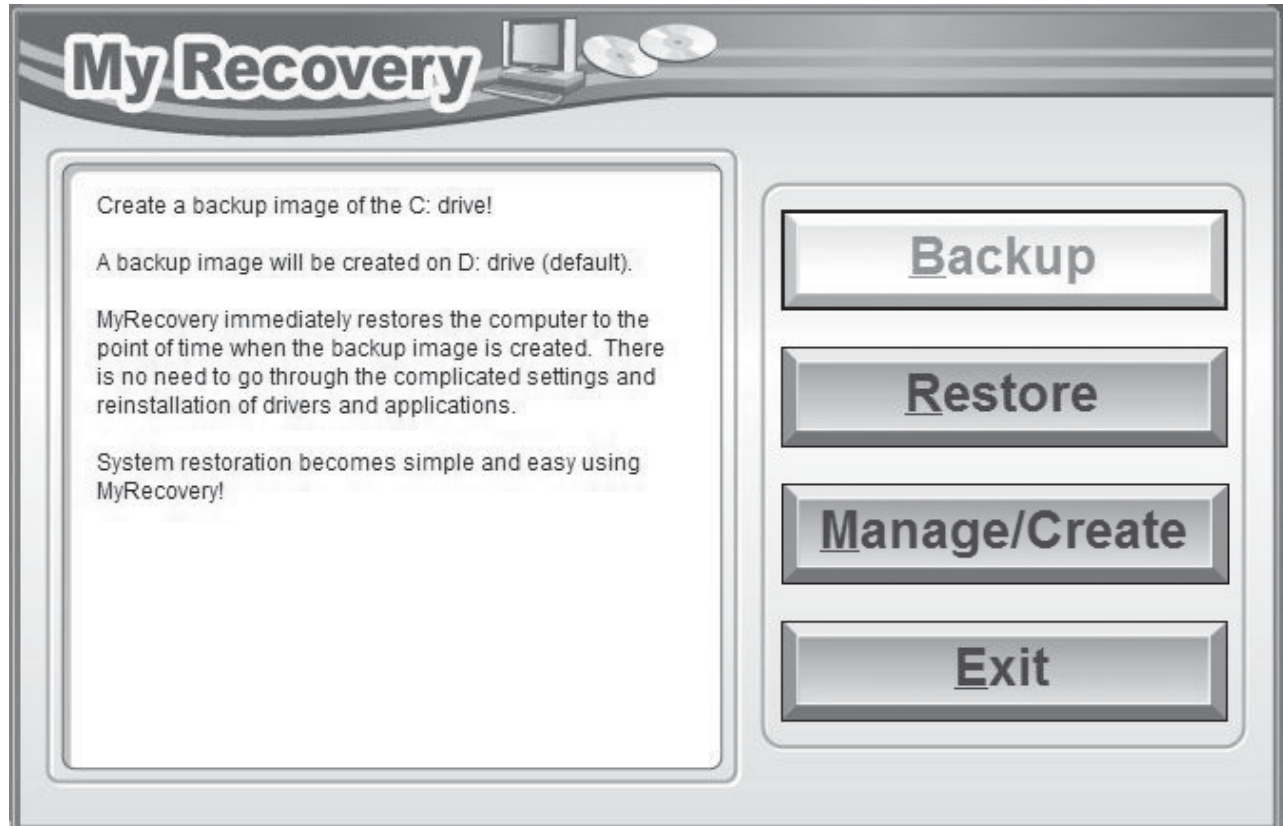 My Recovery
Create a backup image of the C: drive!
A backup image will be created on D: drive (default).
MyRecovery immediately restores the computer to the
point of time when the backup image is created. There
is no need to go through the complicated settings and
reinstallation of drivers and applications.
System restoration becomes simple and easy using
MyRecovery!
Backup
Restore
Manage/Create
Exit